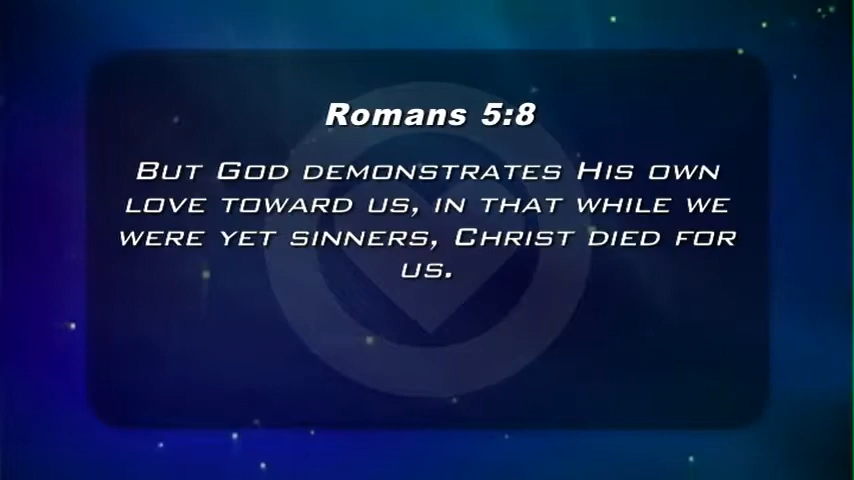 Romans 5:8
But God demonstrates His own
love toward us, in that while we
were yet sinners, Christ died for
us.